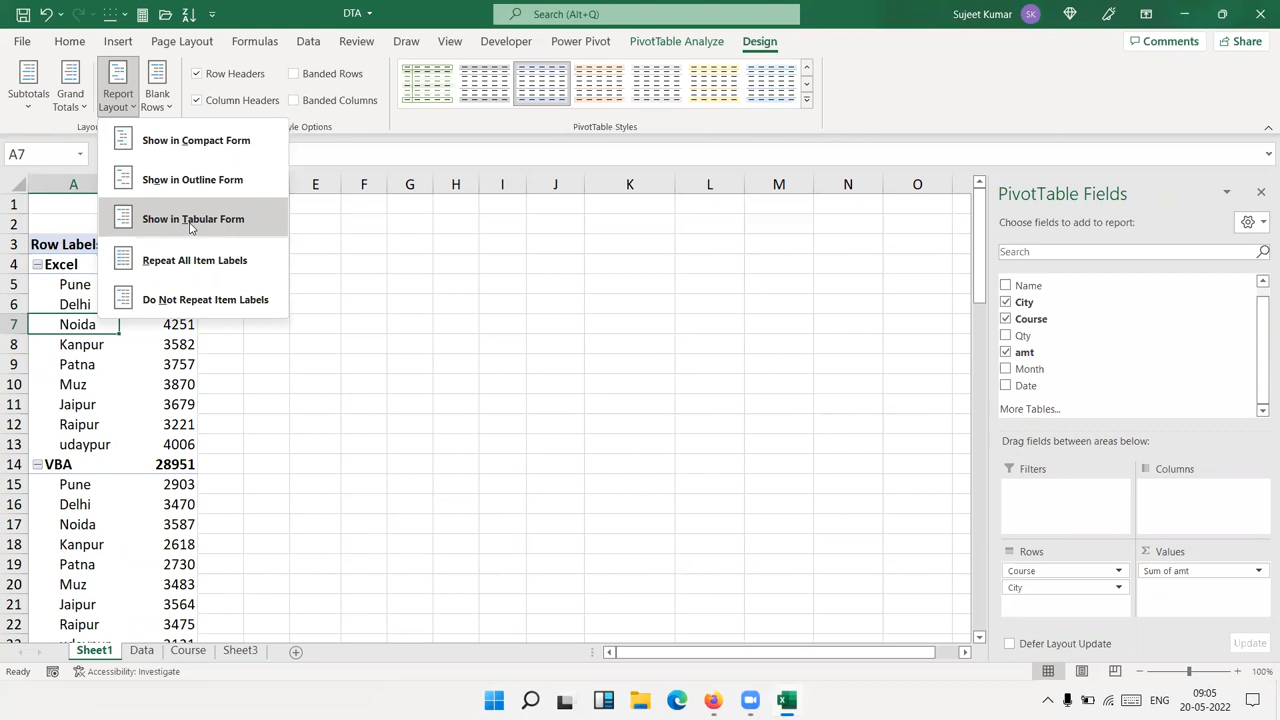 DTA
Search (Alt+Q)
Sujeet Kumar
SK
File
Home
Insert
Page Layout
Formulas
Data
Review
View
Draw
Developer
Power Pivot
PivotTable Analyze
Design
Comments
Share
Subtotals
Grand Totals
Report Layout
Blank Rows
Row Headers
Banded Rows
Column Headers
Banded Columns
PivotTable Styles
Show in Compact Form
Show in Outline Form
Show in Tabular Form
Repeat All Item Labels
Do Not Repeat Item Labels
A7
A E F G H I J K L M N O
1
2
3 Row Labels
4 Excel
5 Pune
6 Delhi
7 Noida 4251
8 Kanpur 3582
9 Patna 3757
10 Muz 3870
11 Jaipur 3679
12 Raipur 3221
13 udaypur 4006
14 VBA 28951
15 Pune 2903
16 Delhi 3470
17 Noida 3587
18 Kanpur 2618
19 Patna 2730
20 Muz 3483
21 Jaipur 3564
22 Raipur 3475
PivotTable Fields
Choose fields to add to report:
Search
Name
City
Course
Qty
amt
Month
Date
More Tables...
Drag fields between areas below:
Filters
Columns
Rows
Values
Course
Sum of amt
City
Defer Layout Update
Update
Sheet1
Data
Course
Sheet3
Ready
Accessibility: Investigate
100%
ENG
09:05
20-05-2022